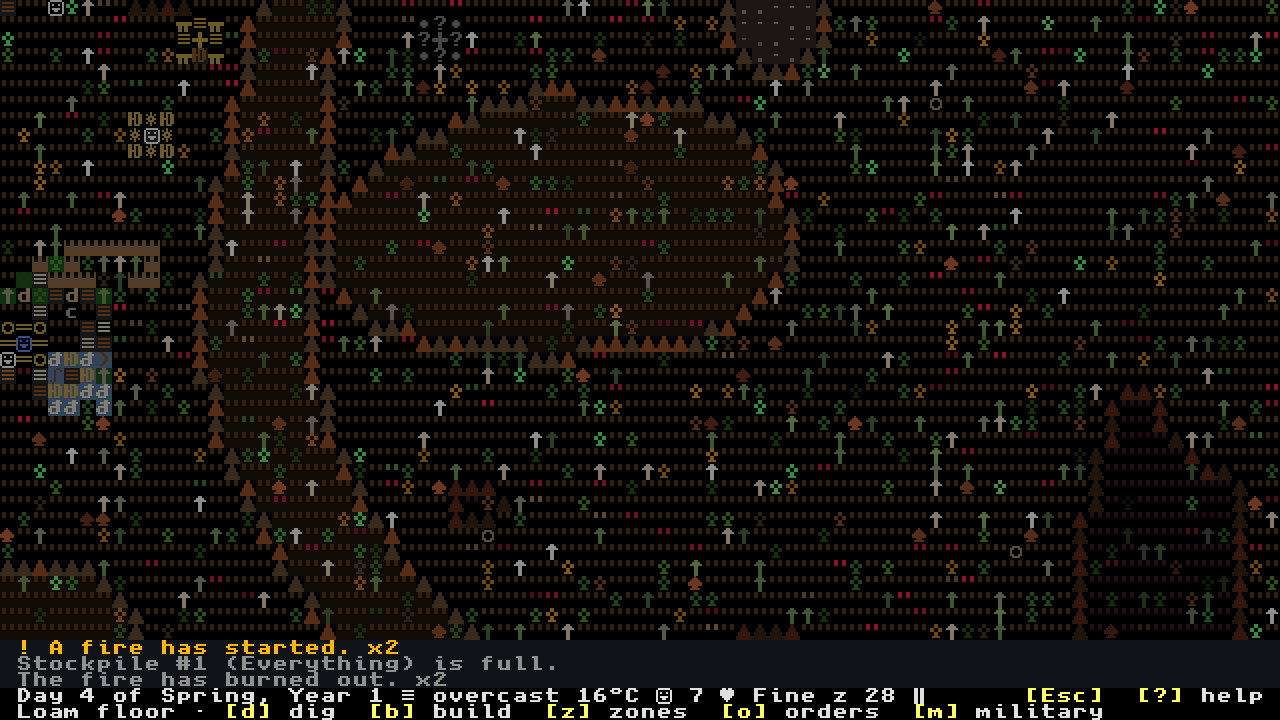 ! A fire has started. x2
Stockpile #1 (Everything) is full.
The fire has burned out. x2
Day 4 of Spring, Year 1 ≡ overcast 16°C ☺ 7 ♥ Fine z 28 ‖ [Esc] [?] help
Loam floor · [d] dig [b] build [z] zones [o] orders [m] military